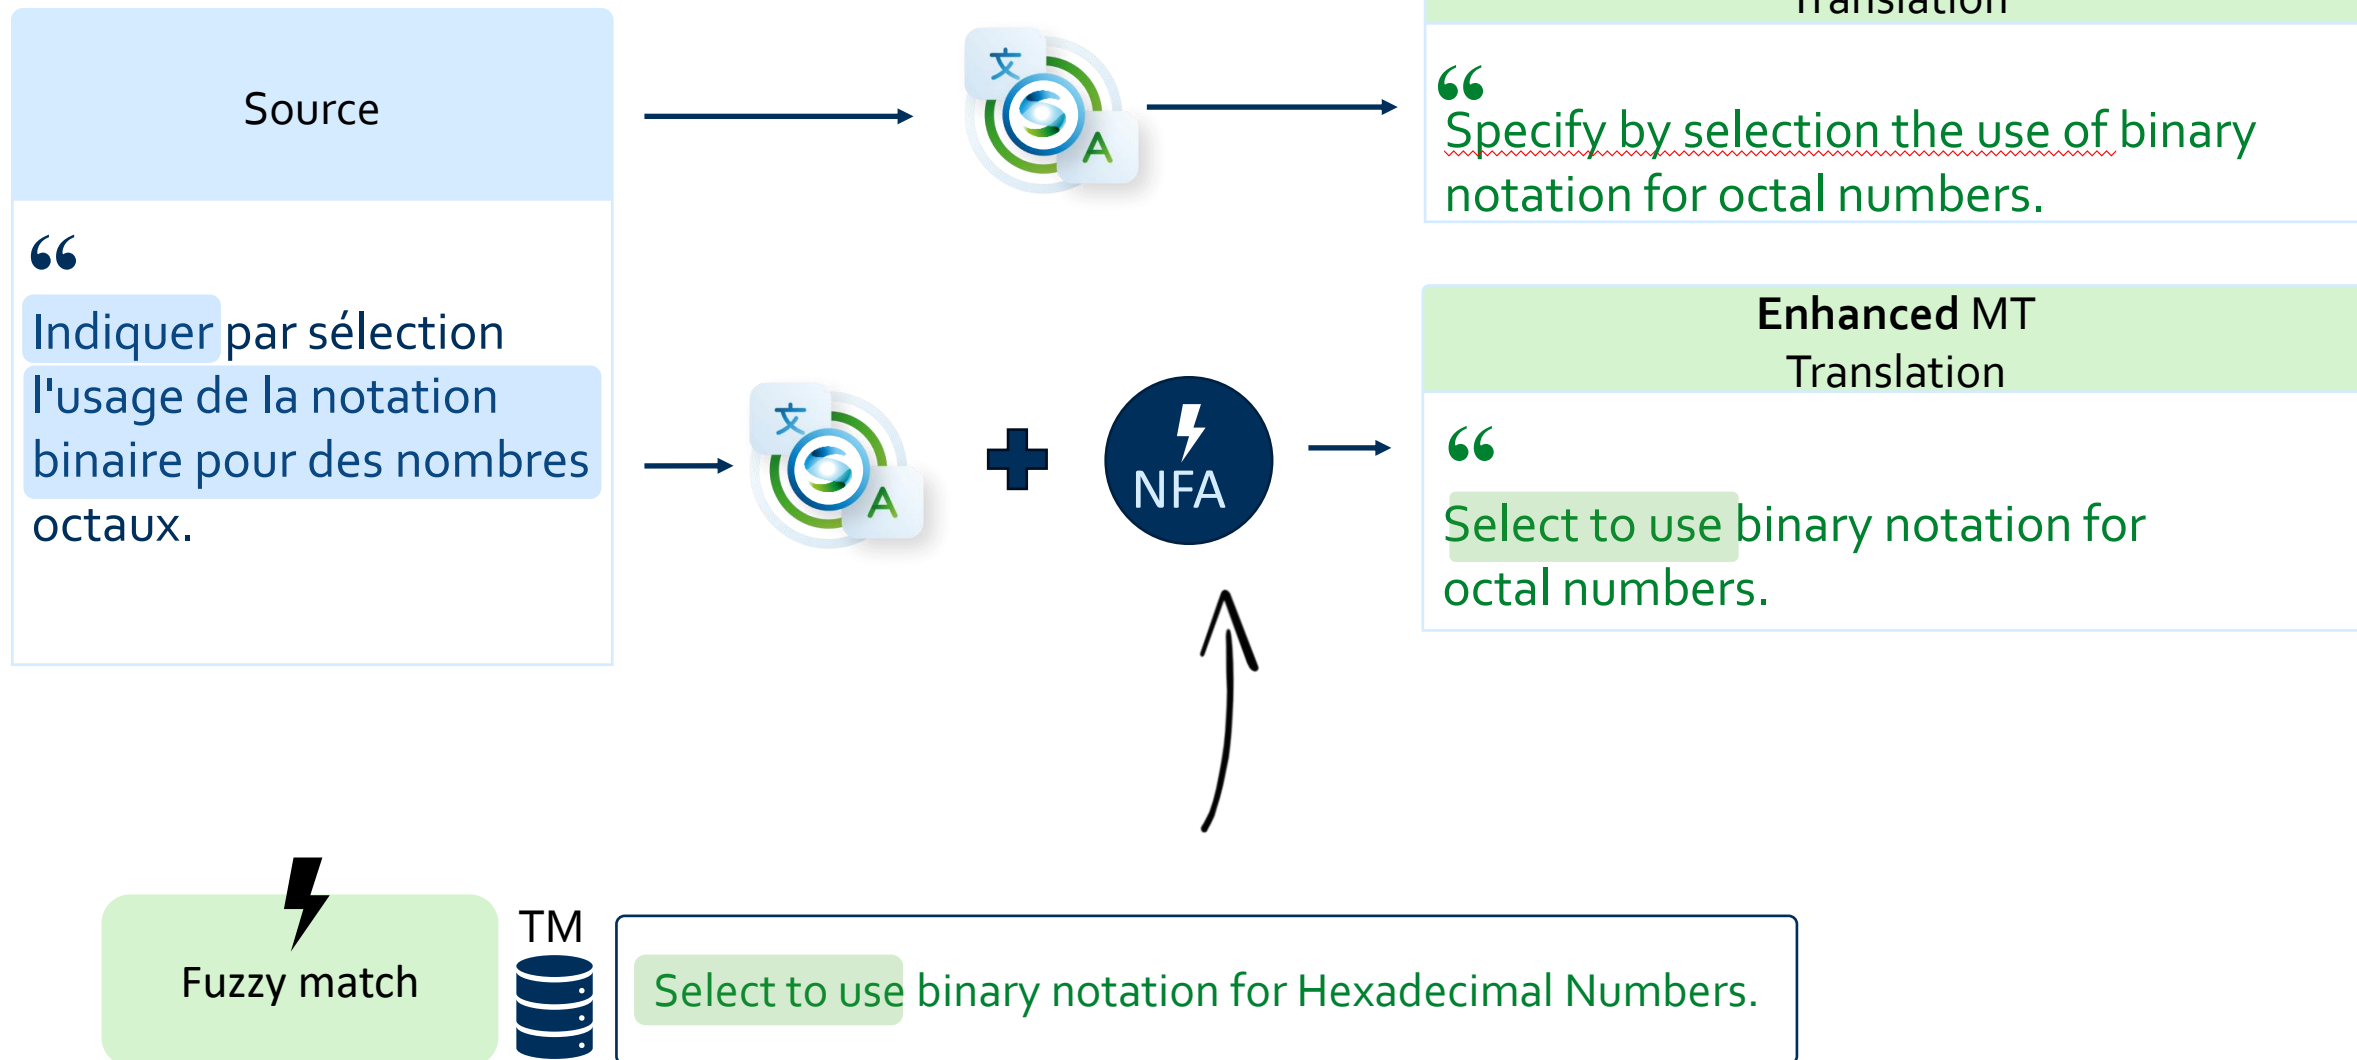 Translation
Source
文
A
“
Specify by selection the use of binary
notation for octal numbers.
“
Indiquer par sélection
l'usage de la notation
binaire pour des nombres
octaux.
文
A
NFA
Enhanced MT
Translation
“
Select to use binary notation for
octal numbers.
Fuzzy match
TM
Select to use binary notation for Hexadecimal Numbers.